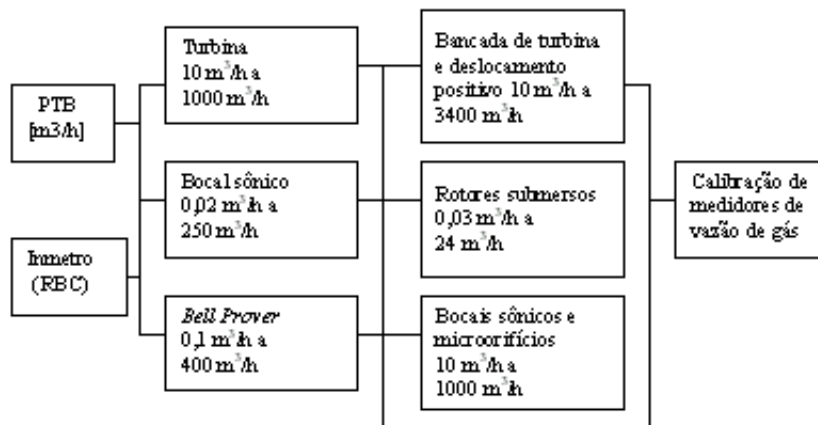 PTB
[m3/h]
Inmetro
(RBC)
Turbina
10 m³/h a
1000 m³/h
Bocal sônico
0,02 m³/h a
250 m³/h
Bell Prover
0,1 m³/h a
400 m³/h
Bancada de turbina
e deslocamento
positivo 10 m³/h a
3400 m³/h
Rotores submersos
0,03 m³/h a
24 m³/h
Bocais sônicos e
microorifícios
10 m³/h a
1000 m³/h
Calibração de
medidores de
vazão de gás